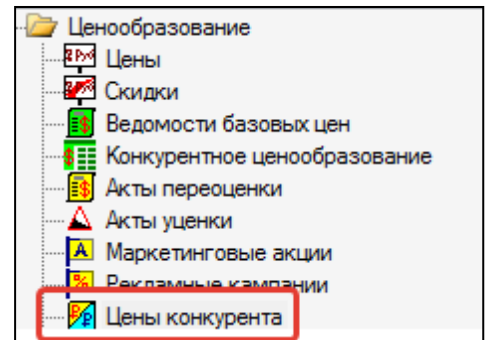 Ценообразование
Цены
Скидки
Ведомости базовых цен
Конкурентное ценообразование
Акты переоценки
Акты уценки
Маркетинговые акции
Рекламные кампании
Цены конкурента